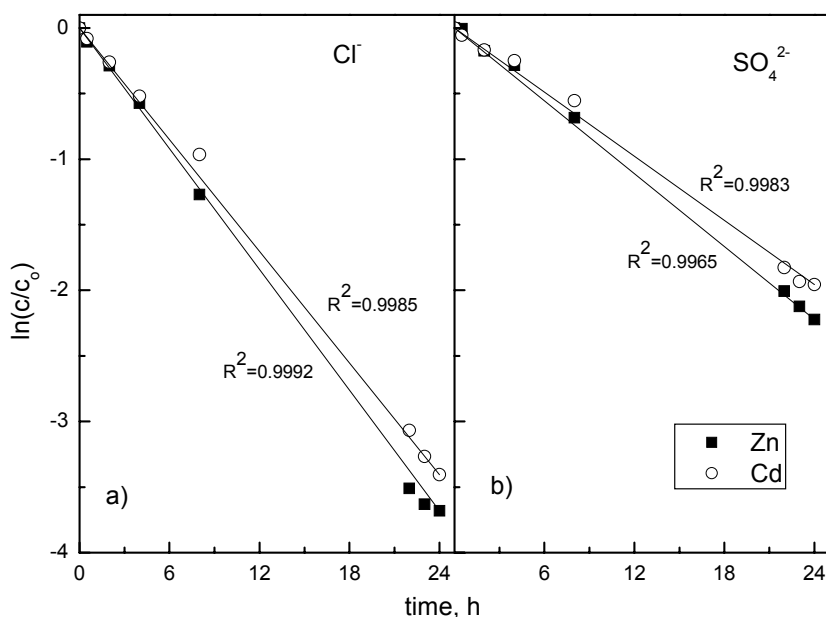 0
-1
-2
-3
-4
ln(c/c₀)
Cl⁻
R²=0.9985
R²=0.9992
a)
0 6 12 18 24
SO₄²⁻
R²=0.9983
R²=0.9965
Zn
Cd
b)
6 12 18 24
time, h